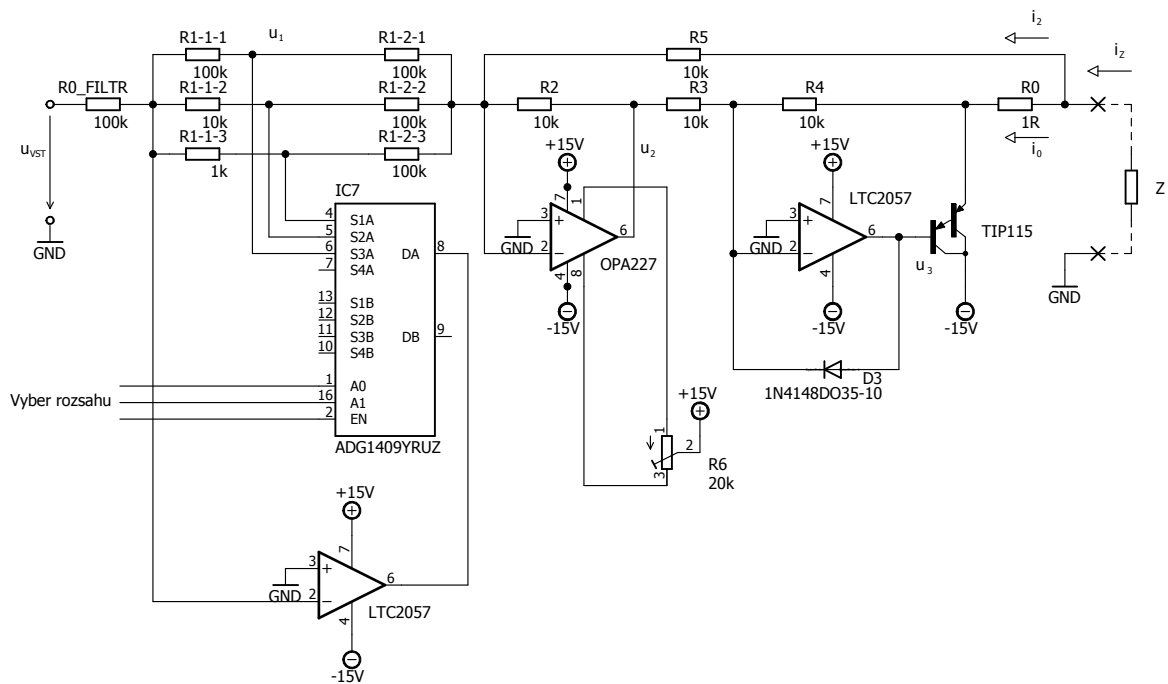 i2
R1-1-1 u1 R1-2-1 R5 iZ
100k 100k 10k
R0_FILTR R1-1-2 R1-2-2 R2 R3 R4 R0
100k 10k 100k 10k 10k 10k 1R
R1-1-3 R1-2-3 i0
uVST 1k 100k +15V u2 +15V
IC7 LTC2057 Z
GND 4 S1A 7 1 7
5 S2A 3 + 3 +
6 S3A DA 8 GND 6 GND 6 TIP115
7 S4A 2 − 2 −
OPA227 u3
13 S1B 4 8 4 GND
12 S2B
11 S3B DB 9 -15V -15V -15V
10 S4B
D3
1 A0 1N4148DO35-10
Vyber rozsahu 16 A1 +15V
2 EN 1
ADG1409YRUZ 2
R6
3 20k
+15V
7
3 +
GND 6
2 −
LTC2057
4
-15V